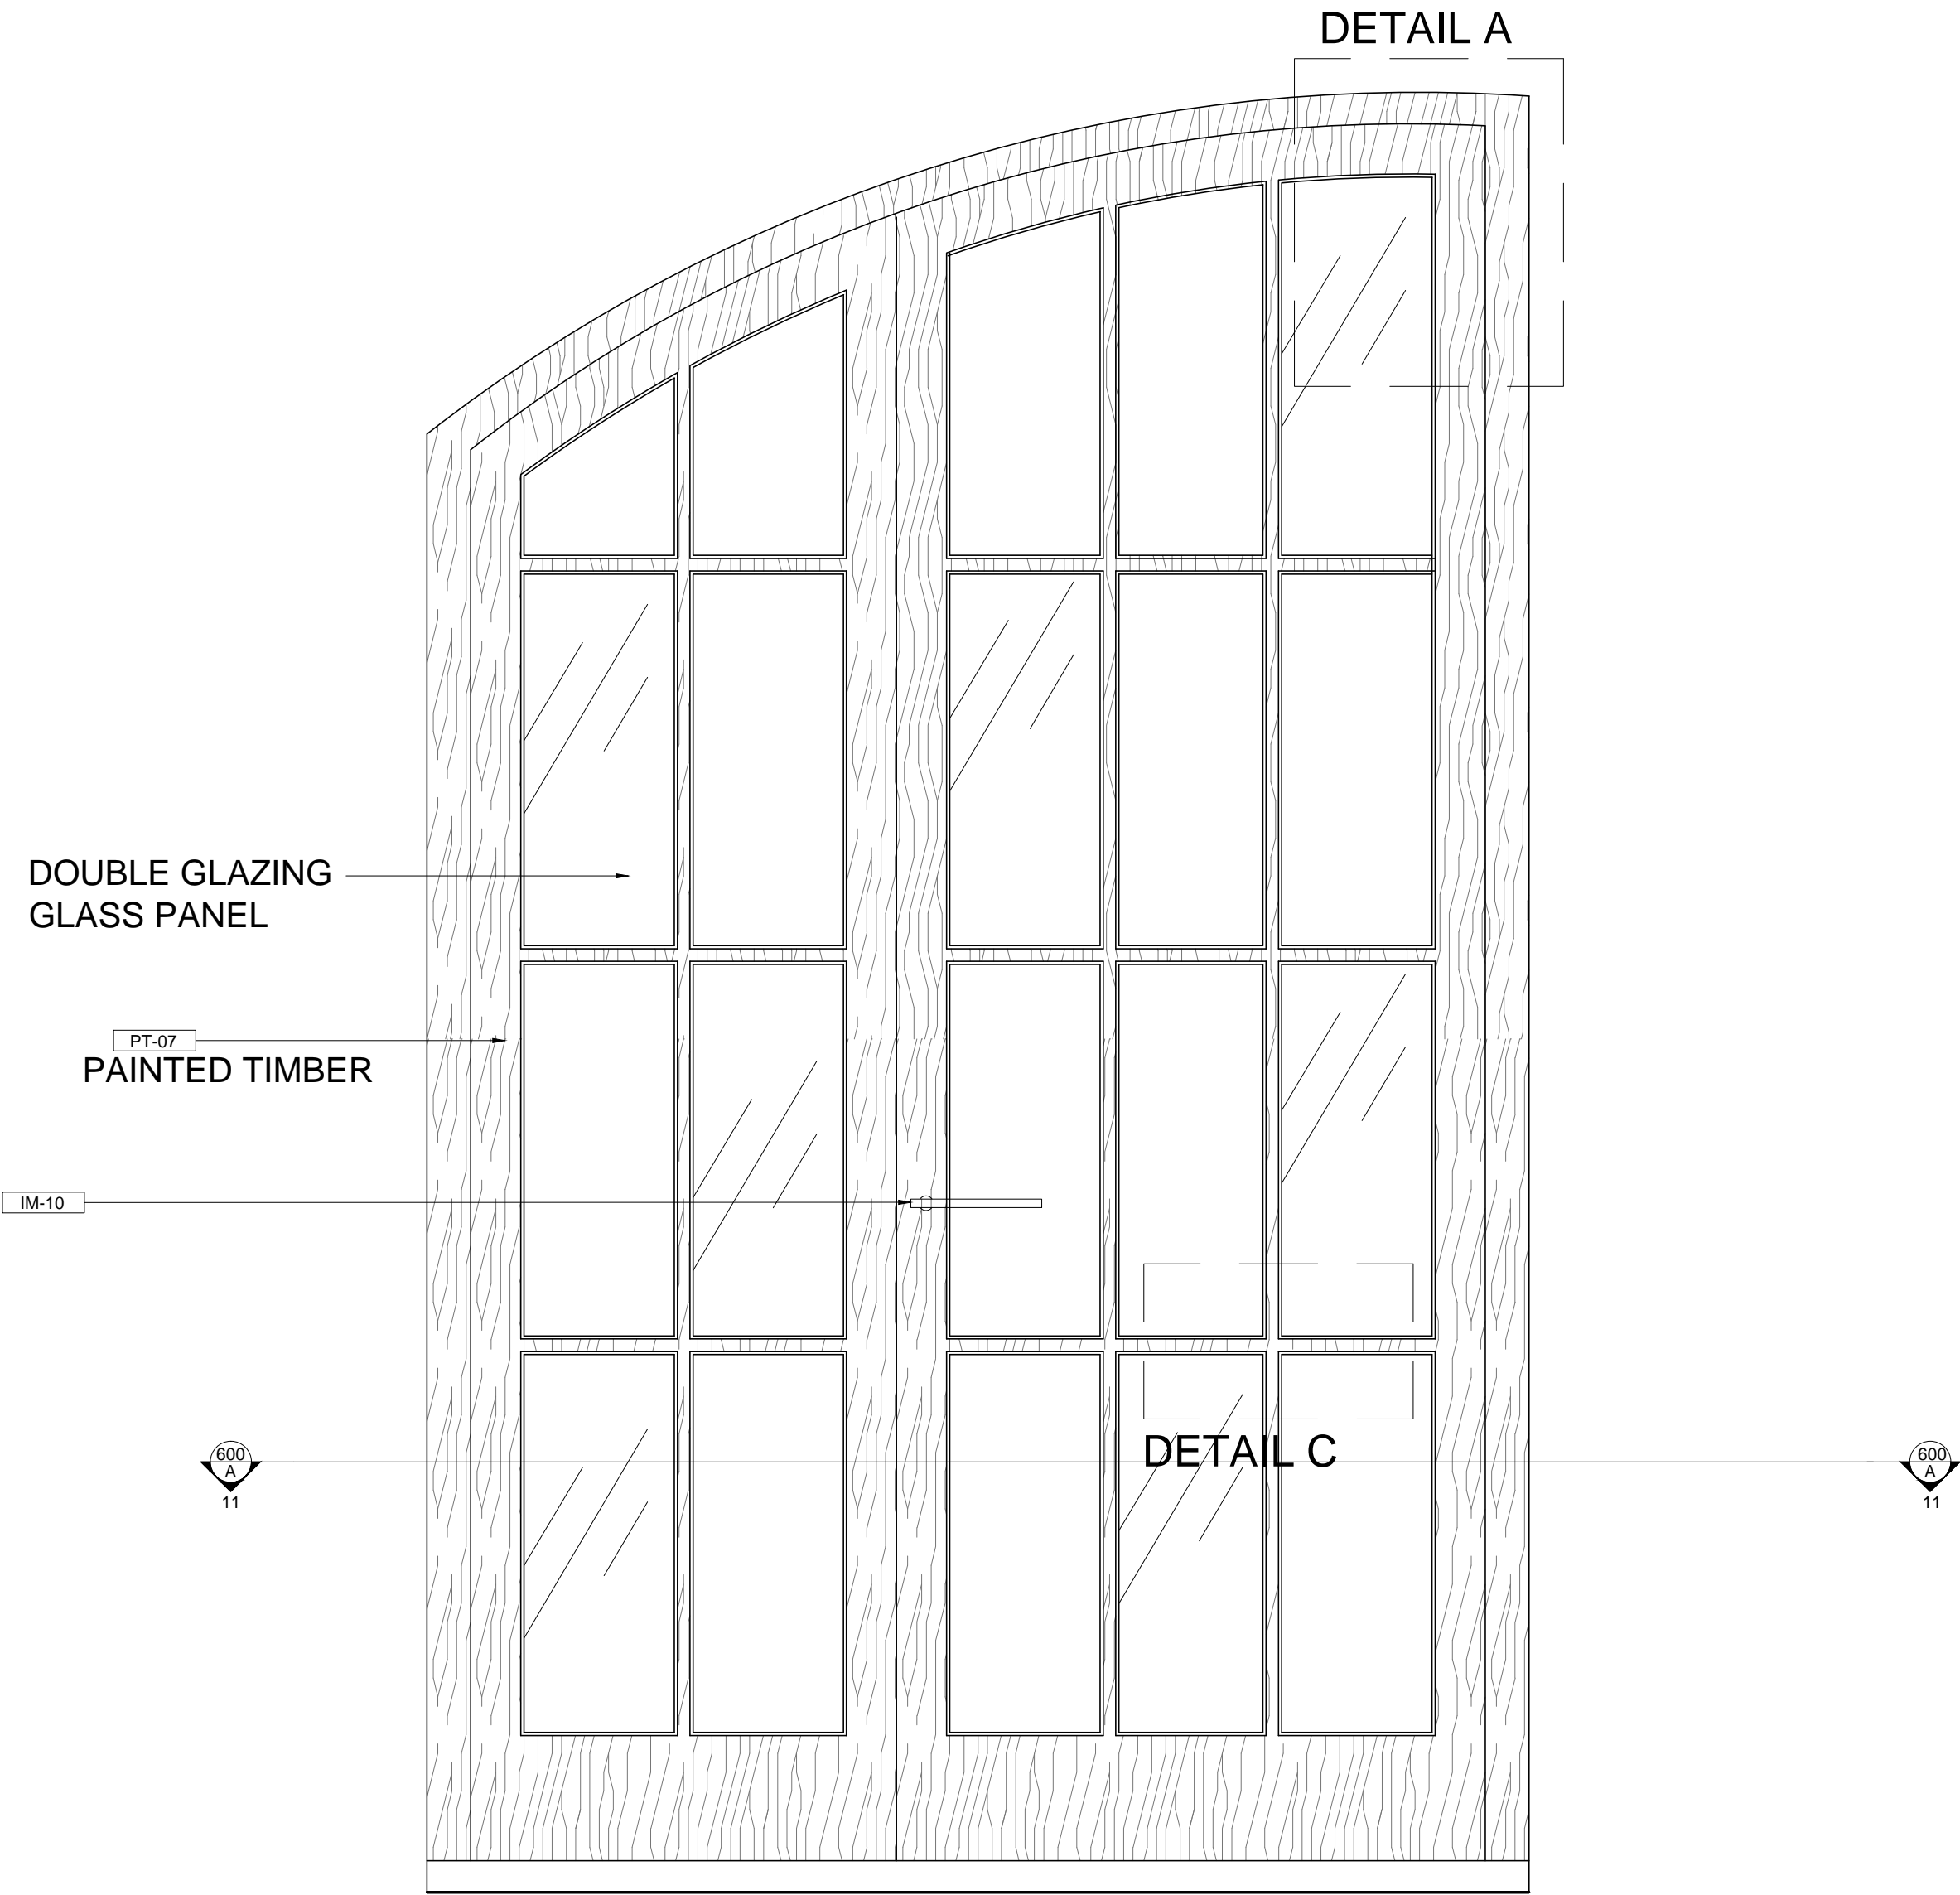 DETAIL A
DOUBLE GLAZING
GLASS PANEL
PT-07
PAINTED TIMBER
IM-10
DETAIL C
600
A
11
600
A
11